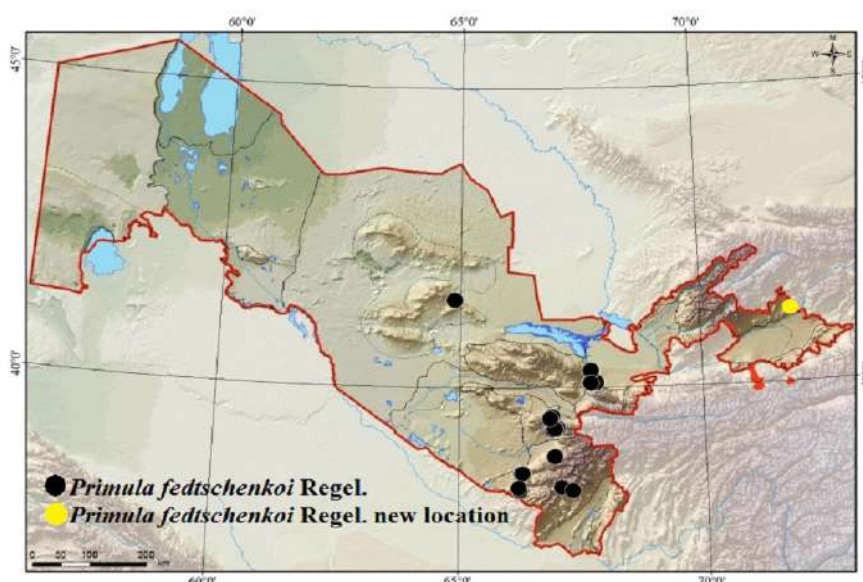 60°0' 65°0' 70°0'
45°0'
N
W E
S
40°0'
Primula fedtschenkoi Regel.
Primula fedtschenkoi Regel. new location
0 50 100 200
km
60°0' 65°0' 70°0'